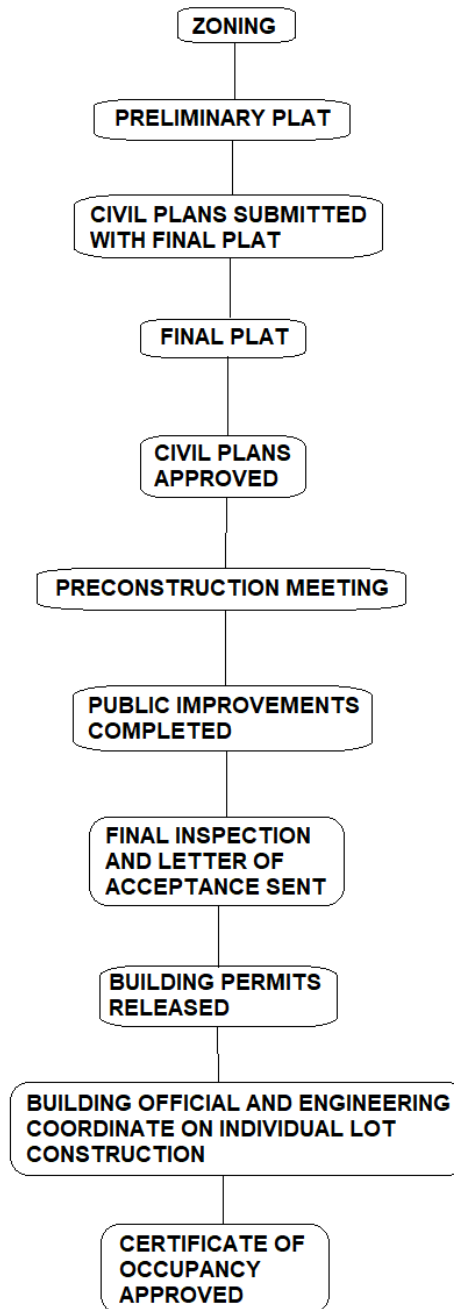 ZONING
PRELIMINARY PLAT
CIVIL PLANS SUBMITTED
WITH FINAL PLAT
FINAL PLAT
CIVIL PLANS
APPROVED
PRECONSTRUCTION MEETING
PUBLIC IMPROVEMENTS
COMPLETED
FINAL INSPECTION
AND LETTER OF
ACCEPTANCE SENT
BUILDING PERMITS
RELEASED
BUILDING OFFICIAL AND ENGINEERING
COORDINATE ON INDIVIDUAL LOT
CONSTRUCTION
CERTIFICATE OF
OCCUPANCY
APPROVED